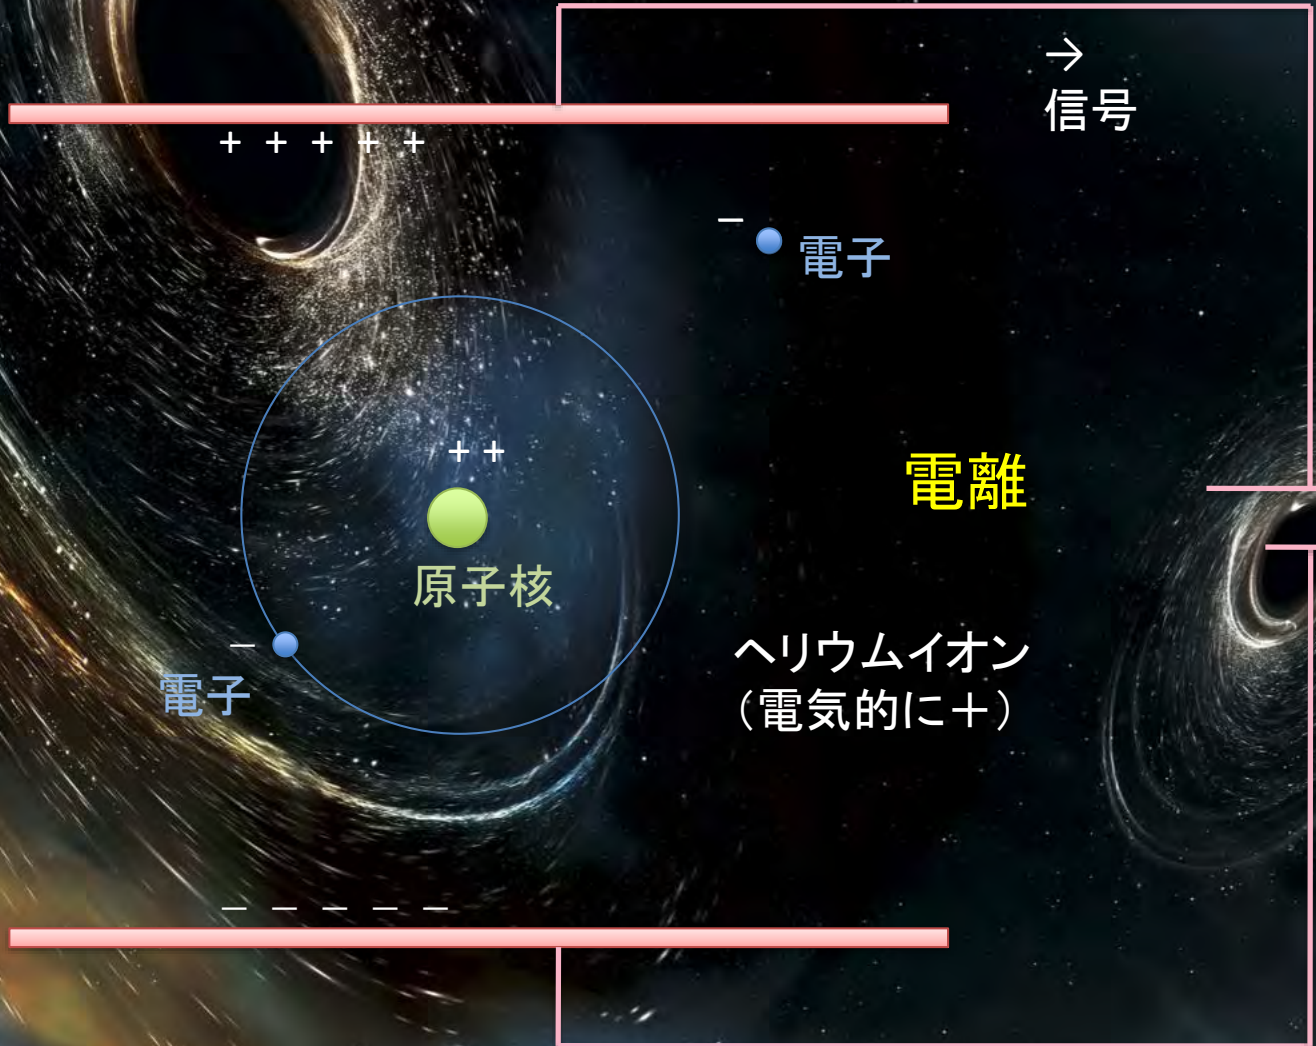 →
信号
+ + + + +
− 電子
+ +
電離
原子核
ヘリウムイオン
（電気的に＋）
−
電子
− − − − −